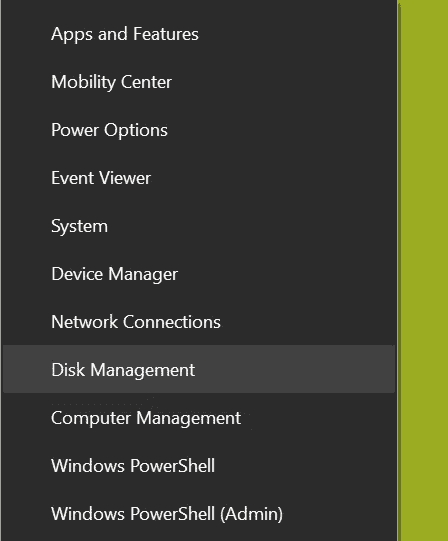 Apps and Features
Mobility Center
Power Options
Event Viewer
System
Device Manager
Network Connections
Disk Management
Computer Management
Windows PowerShell
Windows PowerShell (Admin)